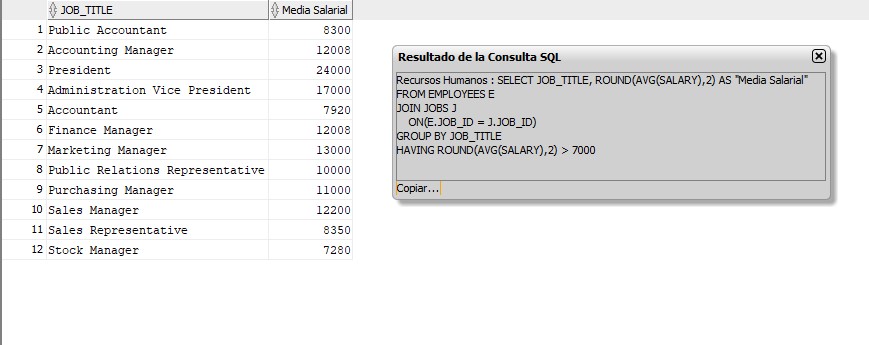 JOB_TITLE Media Salarial
1 Public Accountant 8300
2 Accounting Manager 12008
3 President 24000
4 Administration Vice President 17000
5 Accountant 7920
6 Finance Manager 12008
7 Marketing Manager 13000
8 Public Relations Representative 10000
9 Purchasing Manager 11000
10 Sales Manager 12200
11 Sales Representative 8350
12 Stock Manager 7280
Resultado de la Consulta SQL
Recursos Humanos : SELECT JOB_TITLE, ROUND(AVG(SALARY),2) AS "Media Salarial"
FROM EMPLOYEES E
JOIN JOBS J
ON(E.JOB_ID = J.JOB_ID)
GROUP BY JOB_TITLE
HAVING ROUND(AVG(SALARY),2) > 7000
Copiar...